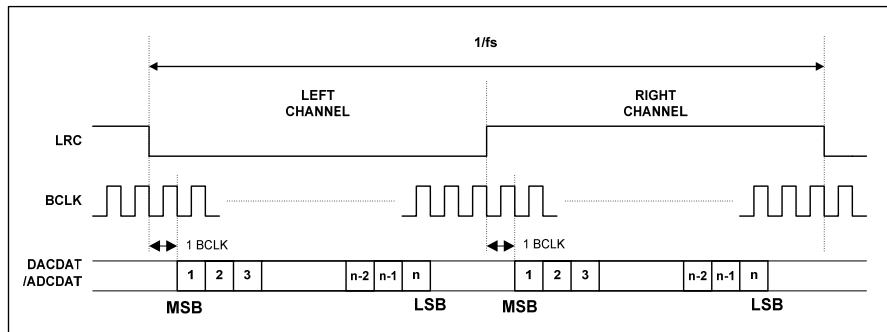 1/fs
LEFT
CHANNEL
RIGHT
CHANNEL
LRC
BCLK
1 BCLK
1 BCLK
DACDAT
/ADCDAT
1 2 3 n-2 n-1 n 1 2 3 n-2 n-1 n
MSB LSB MSB LSB